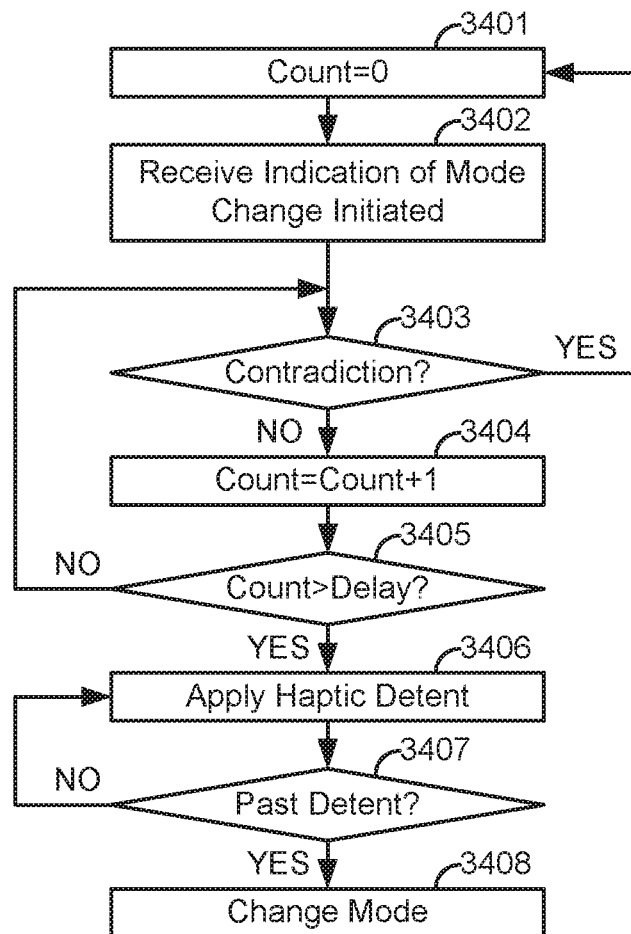 3401
Count=0
3402
Receive Indication of Mode
Change Initiated
3403
Contradiction?
YES
NO
3404
Count=Count+1
3405
Count>Delay?
NO
YES
3406
Apply Haptic Detent
3407
Past Detent?
NO
YES
3408
Change Mode